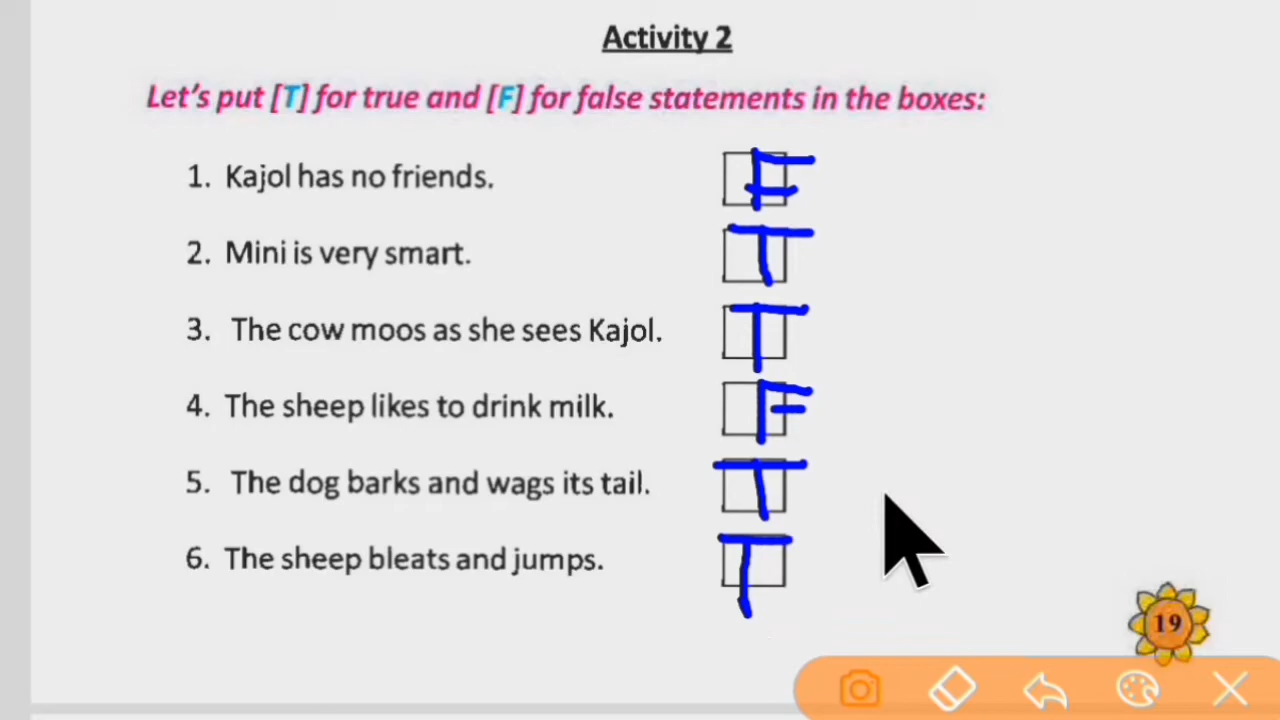 Activity 2
Let's put [T] for true and [F] for false statements in the boxes:
1. Kajol has no friends. F
2. Mini is very smart. T
3. The cow moos as she sees Kajol. T
4. The sheep likes to drink milk. F
5. The dog barks and wags its tail. T
6. The sheep bleats and jumps. T
19